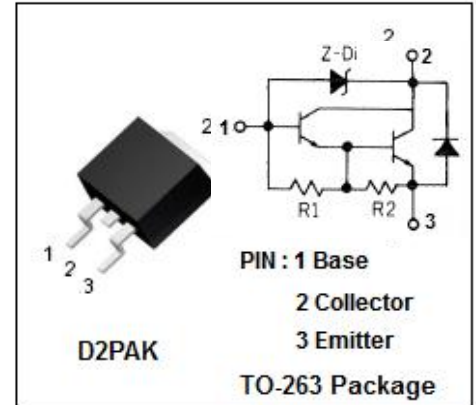 2
Z-Di
2
2 1
R1
R2
3
1
2
3
D2PAK
PIN : 1 Base
2 Collector
3 Emitter
TO-263 Package